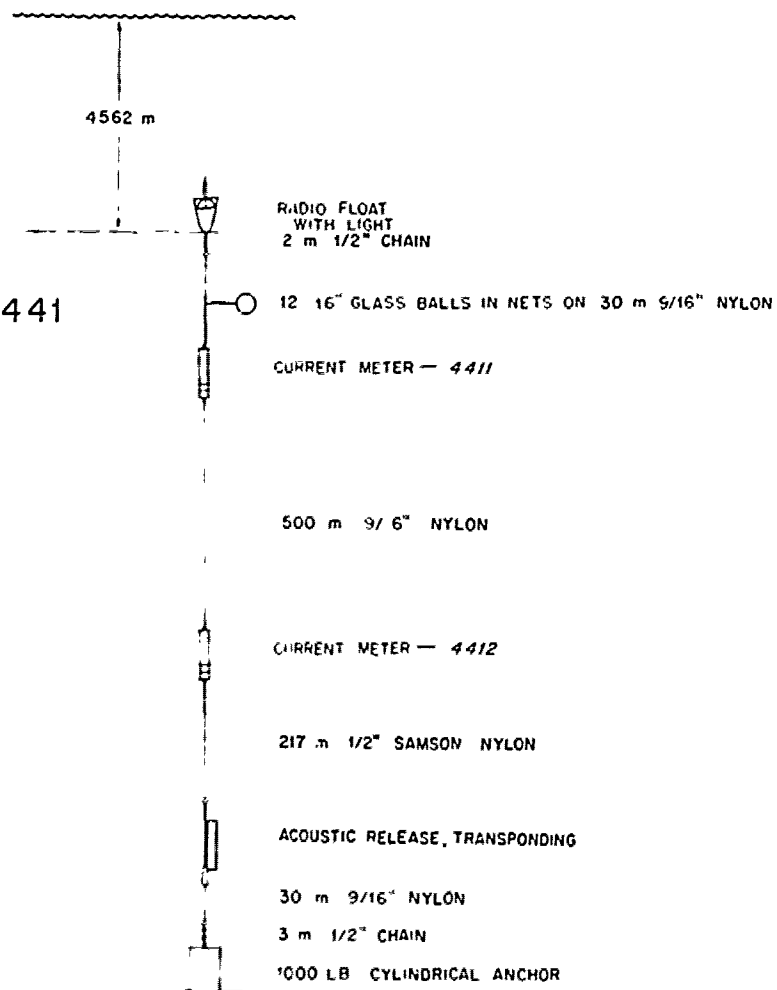 4562 m
RADIO FLOAT
WITH LIGHT
2 m 1/2" CHAIN
441
12 16" GLASS BALLS IN NETS ON 30 m 9/16" NYLON
CURRENT METER — 4411
500 m 9/ 6" NYLON
CURRENT METER — 4412
217 m 1/2" SAMSON NYLON
ACOUSTIC RELEASE, TRANSPONDING
30 m 9/16" NYLON
3 m 1/2" CHAIN
1000 LB CYLINDRICAL ANCHOR